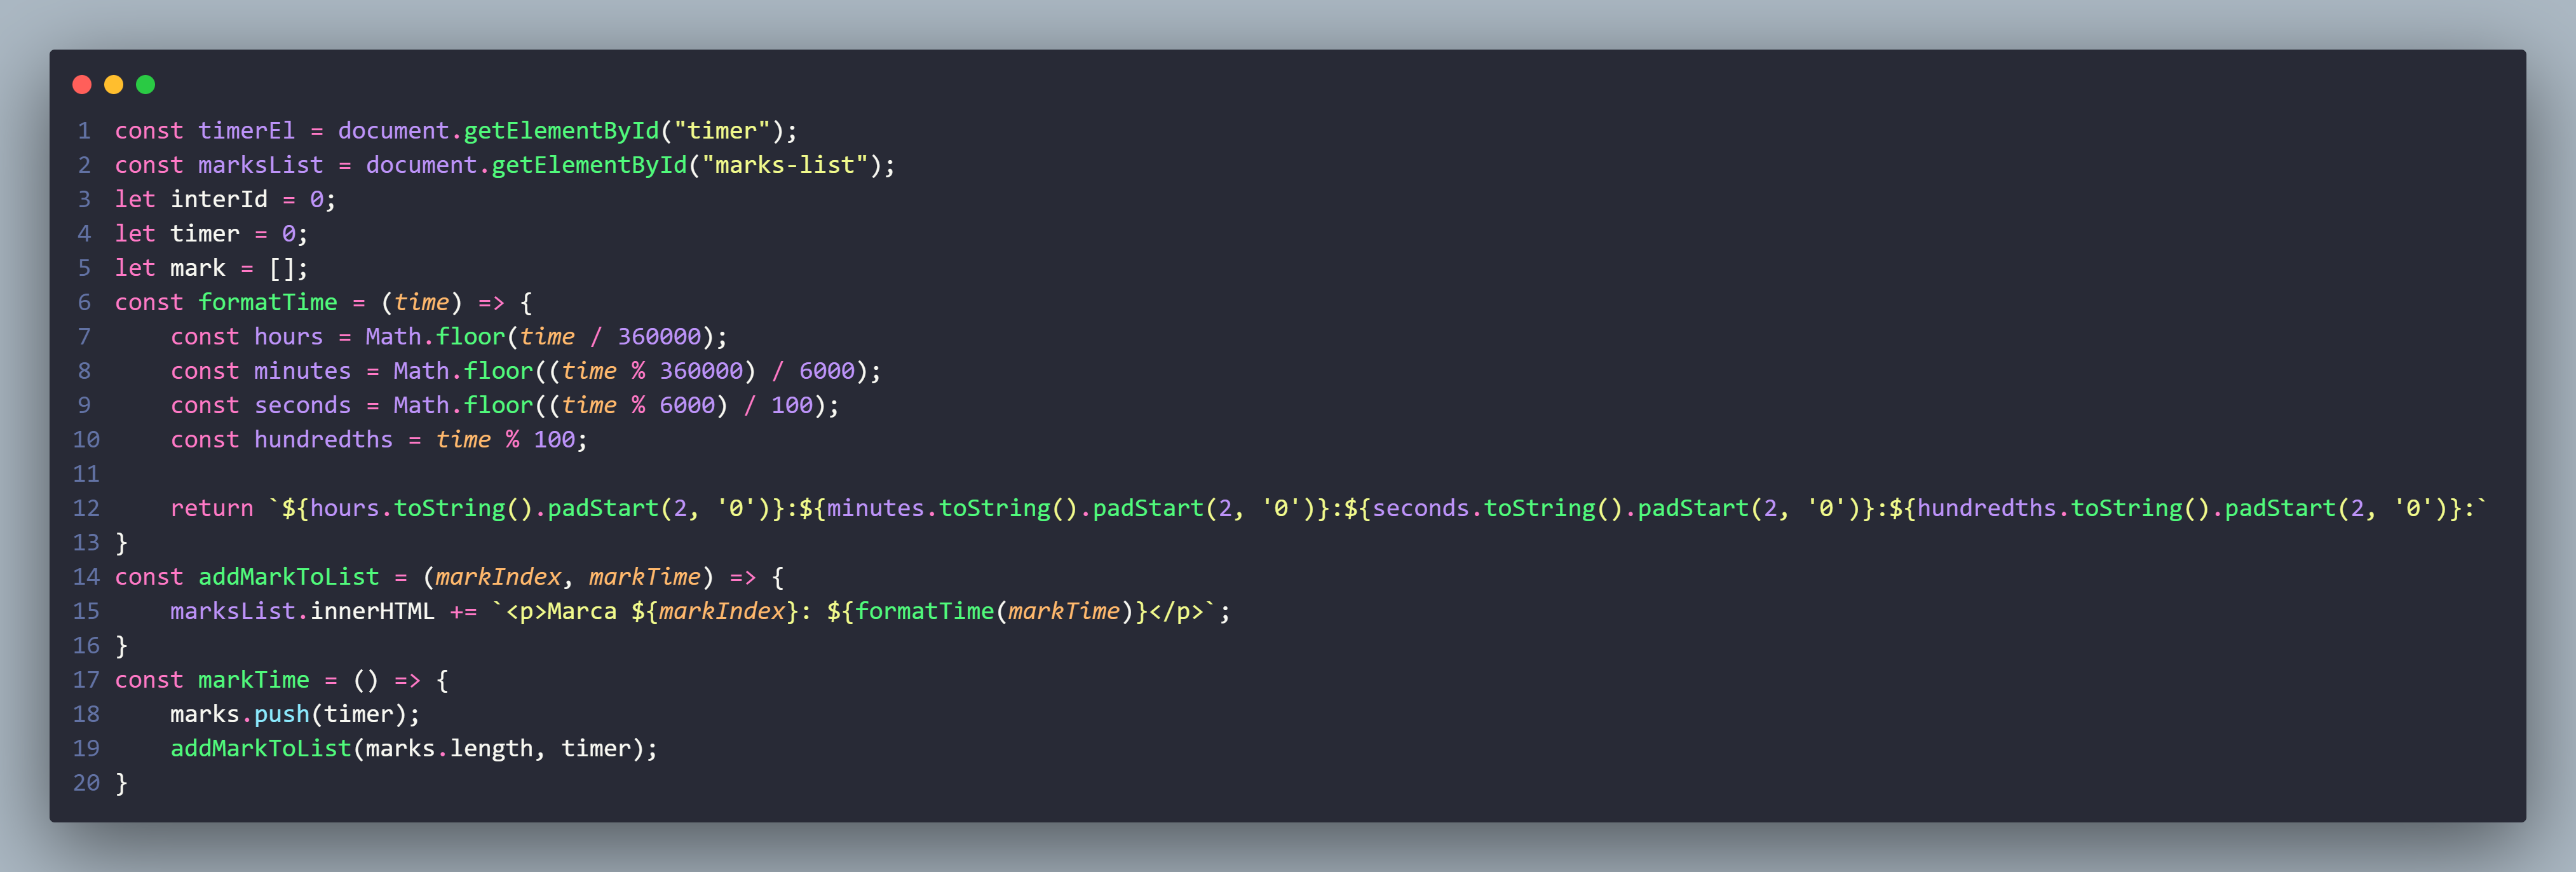 1 const timerEl = document.getElementById("timer");
2 const marksList = document.getElementById("marks-list");
3 let interId = 0;
4 let timer = 0;
5 let mark = [];
6 const formatTime = (time) => {
7     const hours = Math.floor(time / 360000);
8     const minutes = Math.floor((time % 360000) / 6000);
9     const seconds = Math.floor((time % 6000) / 100);
10     const hundredths = time % 100;
11
12     return `${hours.toString().padStart(2, '0')}:${minutes.toString().padStart(2, '0')}:${seconds.toString().padStart(2, '0')}:${hundredths.toString().padStart(2, '0')}:`
13 }
14 const addMarkToList = (markIndex, markTime) => {
15     marksList.innerHTML += `<p>Marca ${markIndex}: ${formatTime(markTime)}</p>`;
16 }
17 const markTime = () => {
18     marks.push(timer);
19     addMarkToList(marks.length, timer);
20 }